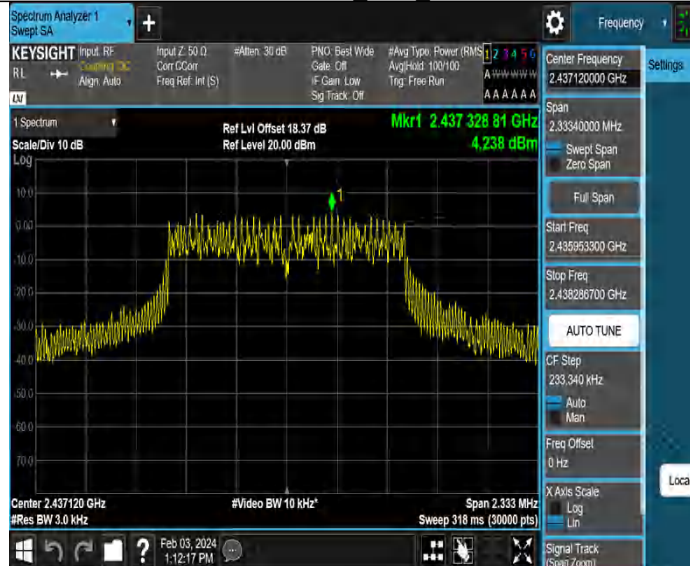 Spectrum Analyzer 1
Swept SA
Frequency
KEYSIGHT
Input: RF
Input Z: 50 Ω
#Atten: 30 dB
PNO: Best Wide
#Avg Type: Power (RMS
1 2 3 4 5 6
RL
Coupling: DC
Corr CCorr
Gate: Off
Avg|Hold: 100/100
A W W W W W
Align: Auto
Freq Ref: Int (S)
IF Gain: Low
Trig: Free Run
Sig Track: Off
A A A A A A
LW
Center Frequency
2.437120000 GHz
Settings
1 Spectrum
Ref Lvl Offset 18.37 dB
Mkr1 2.437 328 81 GHz
Scale/Div 10 dB
Ref Level 20.00 dBm
4.238 dBm
Log
1
10.0
0.00
-20.0
-30.0
-50.0
-60.0
-70.0
Center 2.437120 GHz
#Video BW 10 kHz*
Span 2.333 MHz
#Res BW 3.0 kHz
Sweep 318 ms (30000 pts)
Span
2.33340000 MHz
Swept Span
Zero Span
Full Span
Start Freq
2.435953300 GHz
Stop Freq
2.438286700 GHz
AUTO TUNE
CF Step
233.340 kHz
Auto
Man
Freq Offset
0 Hz
X Axis Scale
Log
Lin
Loca
Signal Track
(Span Zoom)
?
Feb 03, 2024
1:12:17 PM